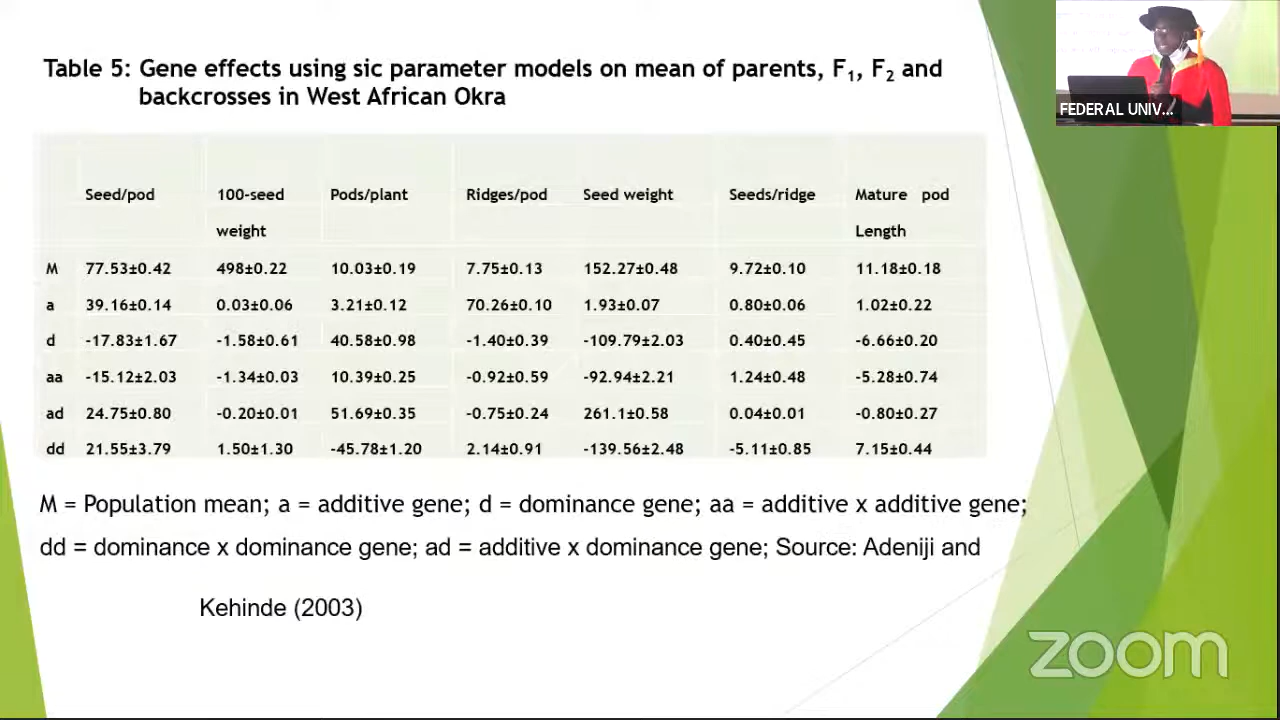 Table 5: Gene effects using sic parameter models on mean of parents, F₁, F₂ and
backcrosses in West African Okra
FEDERAL UNIV...
Seed/pod 100-seed weight Pods/plant Ridges/pod Seed weight Seeds/ridge Mature pod Length
M 77.53±0.42 498±0.22 10.03±0.19 7.75±0.13 152.27±0.48 9.72±0.10 11.18±0.18
a 39.16±0.14 0.03±0.06 3.21±0.12 70.26±0.10 1.93±0.07 0.80±0.06 1.02±0.22
d -17.83±1.67 -1.58±0.61 40.58±0.98 -1.40±0.39 -109.79±2.03 0.40±0.45 -6.66±0.20
aa -15.12±2.03 -1.34±0.03 10.39±0.25 -0.92±0.59 -92.94±2.21 1.24±0.48 -5.28±0.74
ad 24.75±0.80 -0.20±0.01 51.69±0.35 -0.75±0.24 261.1±0.58 0.04±0.01 -0.80±0.27
dd 21.55±3.79 1.50±1.30 -45.78±1.20 2.14±0.91 -139.56±2.48 -5.11±0.85 7.15±0.44
M = Population mean; a = additive gene; d = dominance gene; aa = additive x additive gene;
dd = dominance x dominance gene; ad = additive x dominance gene; Source: Adeniji and
Kehinde (2003)
zoom